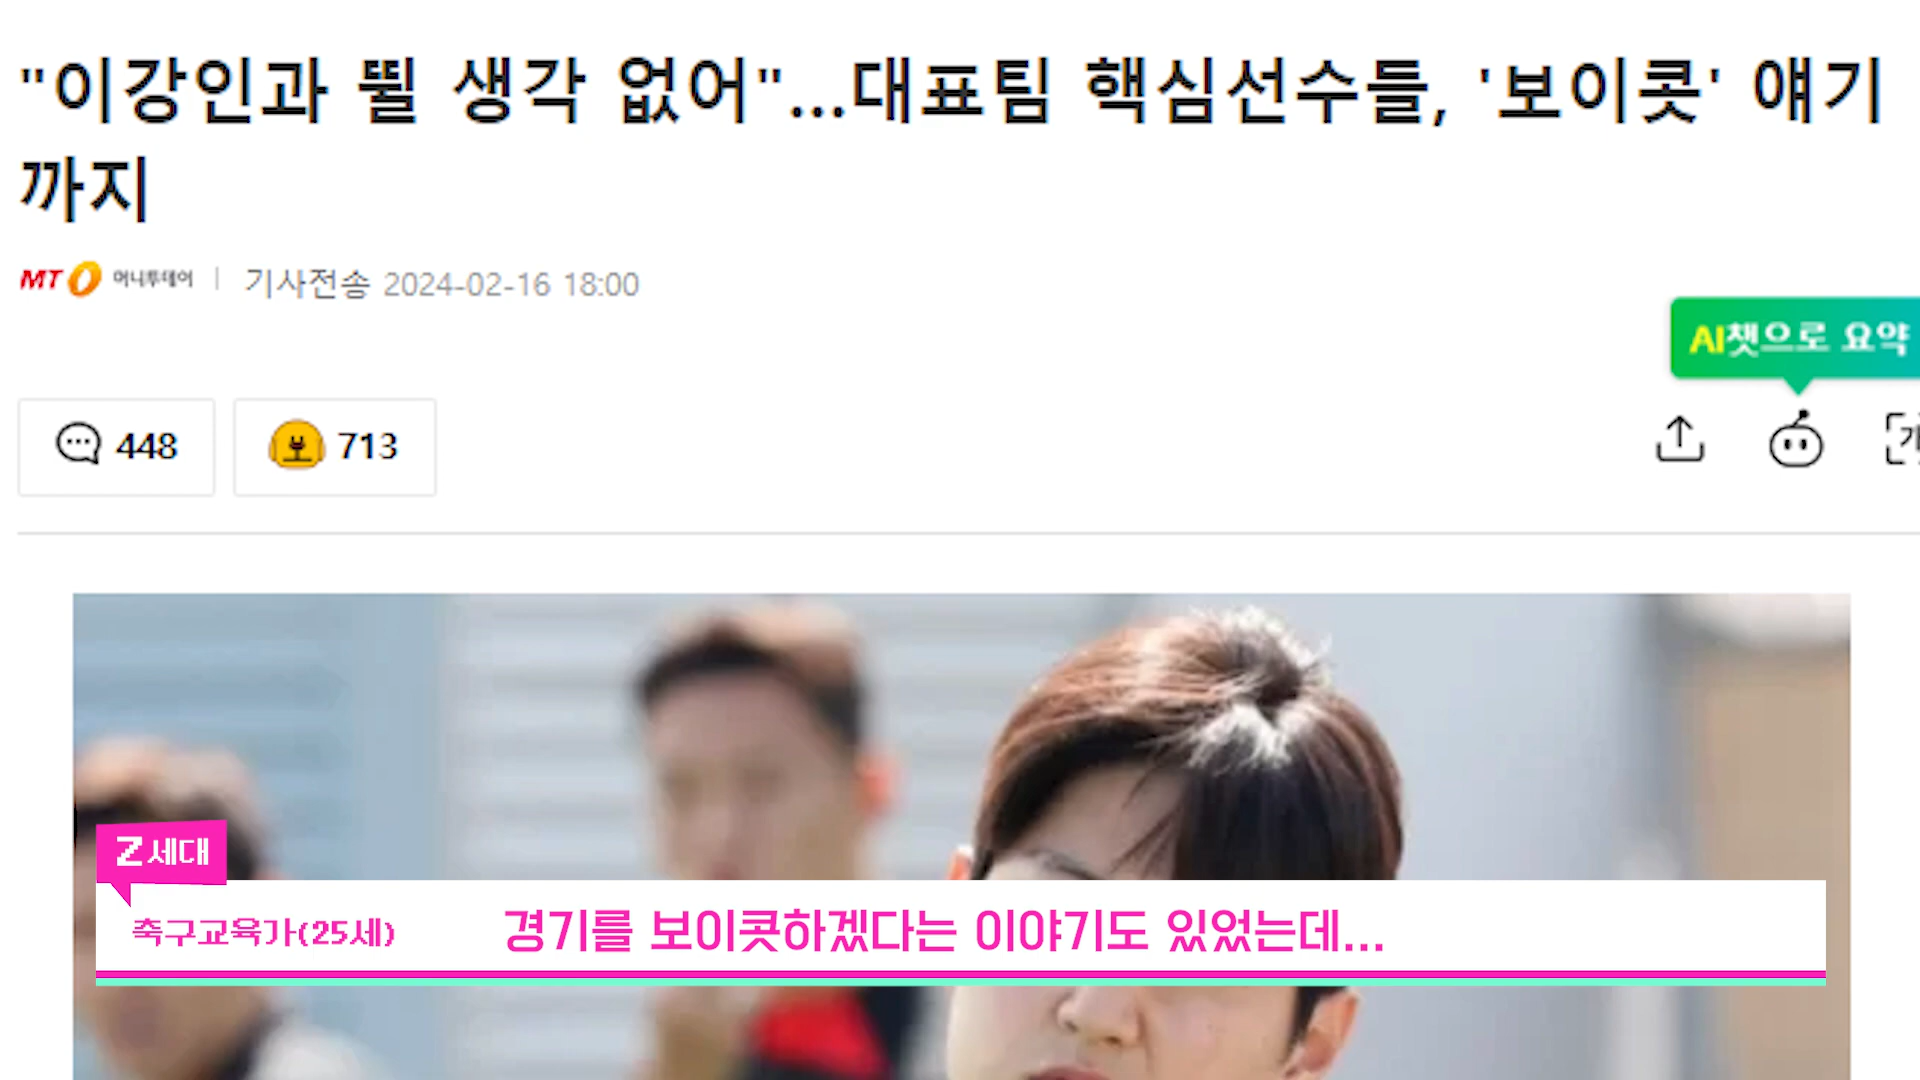 "이강인과 뛸 생각 없어"...대표팀 핵심선수들, '보이콧' 얘기
까지
MT 머니투데이 | 기사전송 2024-02-16 18:00
AI챗으로 요약
448 713
가
Z세대
축구교육가(25세) 경기를 보이콧하겠다는 이야기도 있었는데...